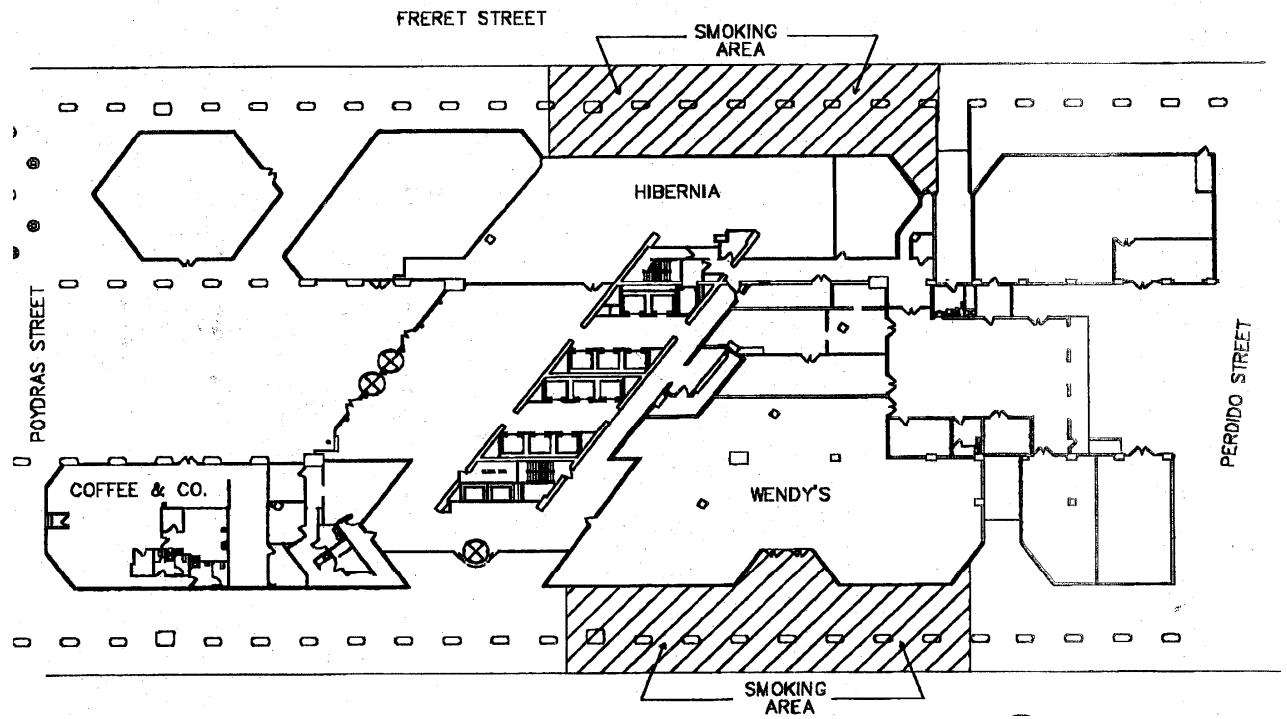 FRERET STREET
SMOKING
AREA
HIBERNIA
POYDRAS STREET
PERDIDO STREET
COFFEE & CO.
WENDY'S
SMOKING
AREA